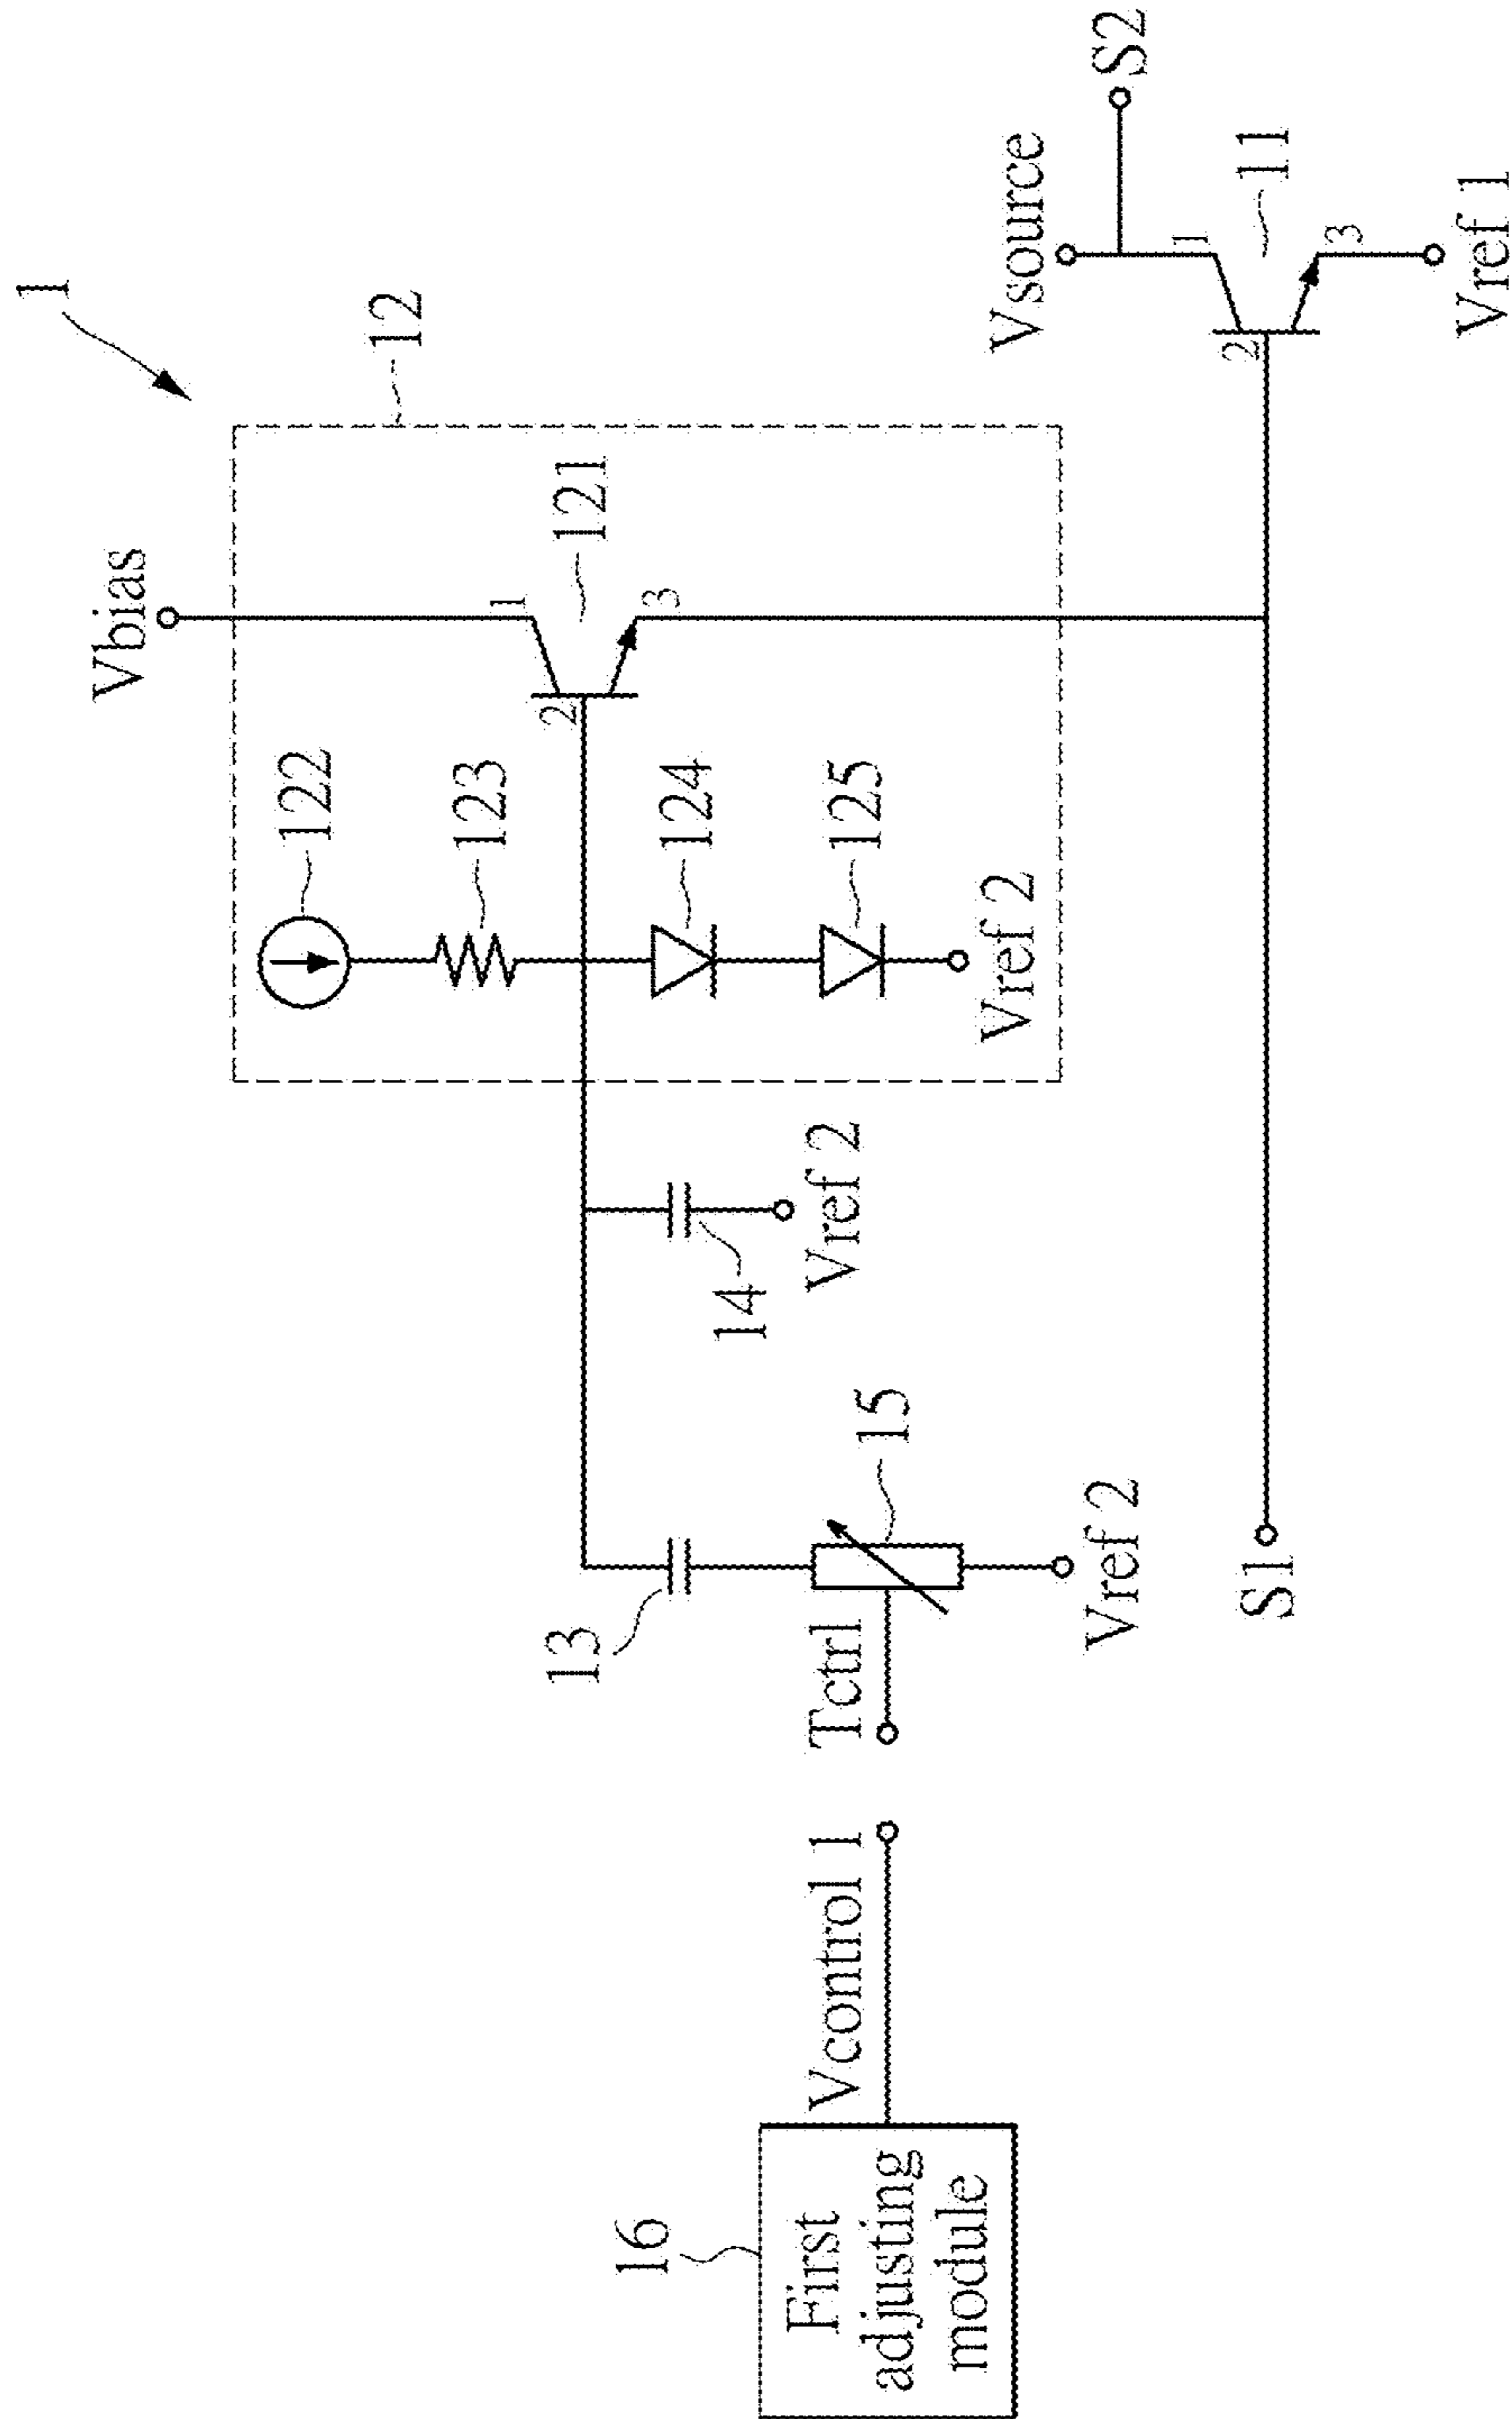 1
Vbias
12
122
121
123
124
125
1
2
3
Vref 2
14
Vref 2
13
15
Tctrl
Vref 2
Vcontrol 1
16
First
adjusting
module
S1
Vsource
S2
1
2
3
11
Vref 1